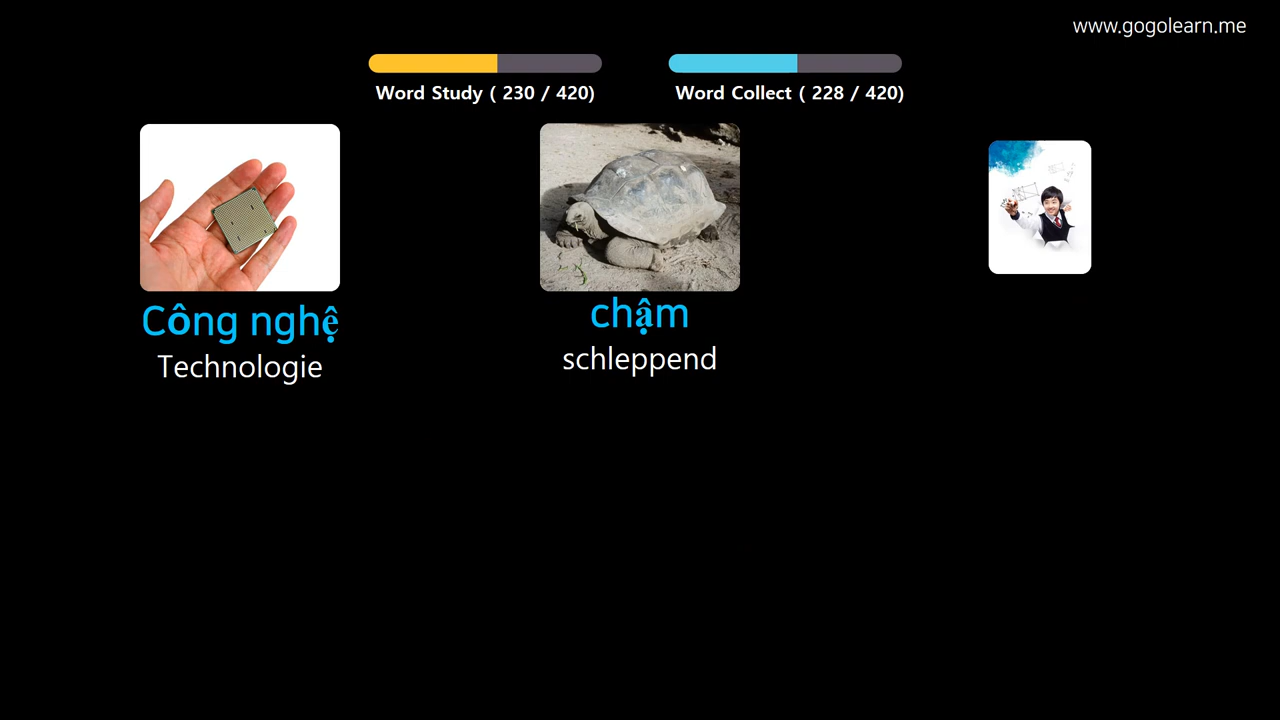 www.gogolearn.me
Word Study ( 230 / 420)
Word Collect ( 228 / 420)
Công nghệ
Technologie
chậm
schleppend